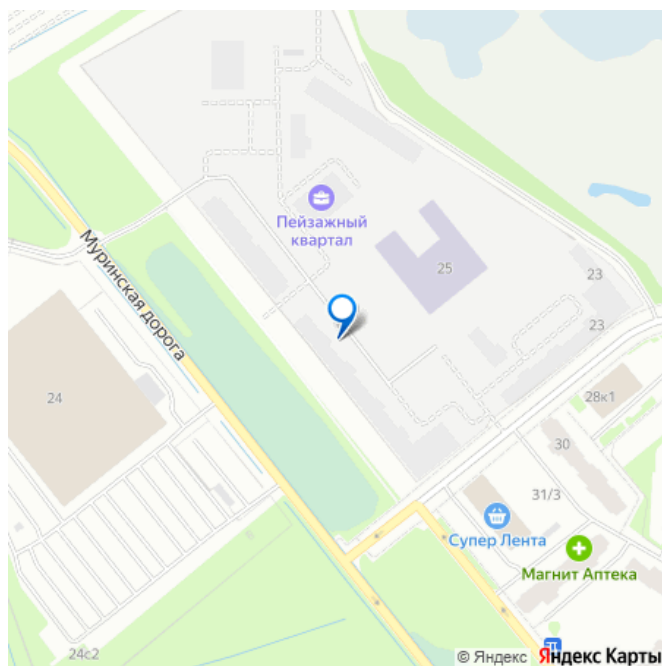 Пейзажный
квартал
Муринская дорога
25
23
23
24
28к1
30
31/3
Супер Лента
Магнит Аптека
24с2
© Яндекс Яндекс Карты